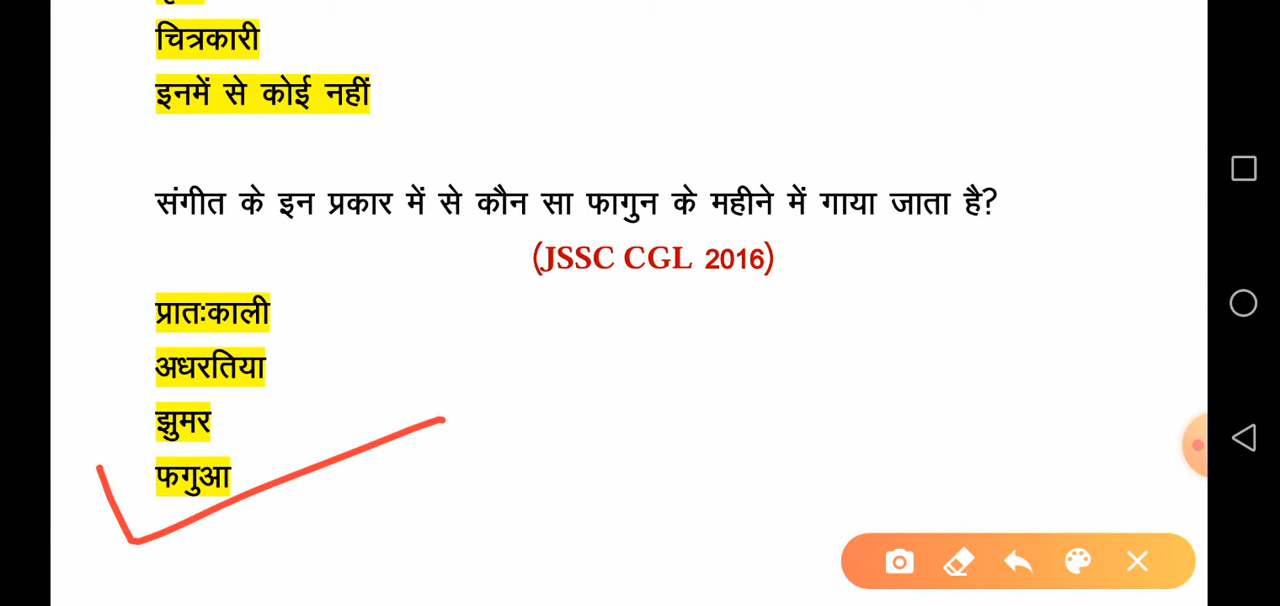 चित्रकारी
इनमें से कोई नहीं
संगीत के इन प्रकार में से कौन सा फागुन के महीने में गाया जाता है?
(JSSC CGL 2016)
प्रातःकाली
अधरतिया
झुमर
फगुआ